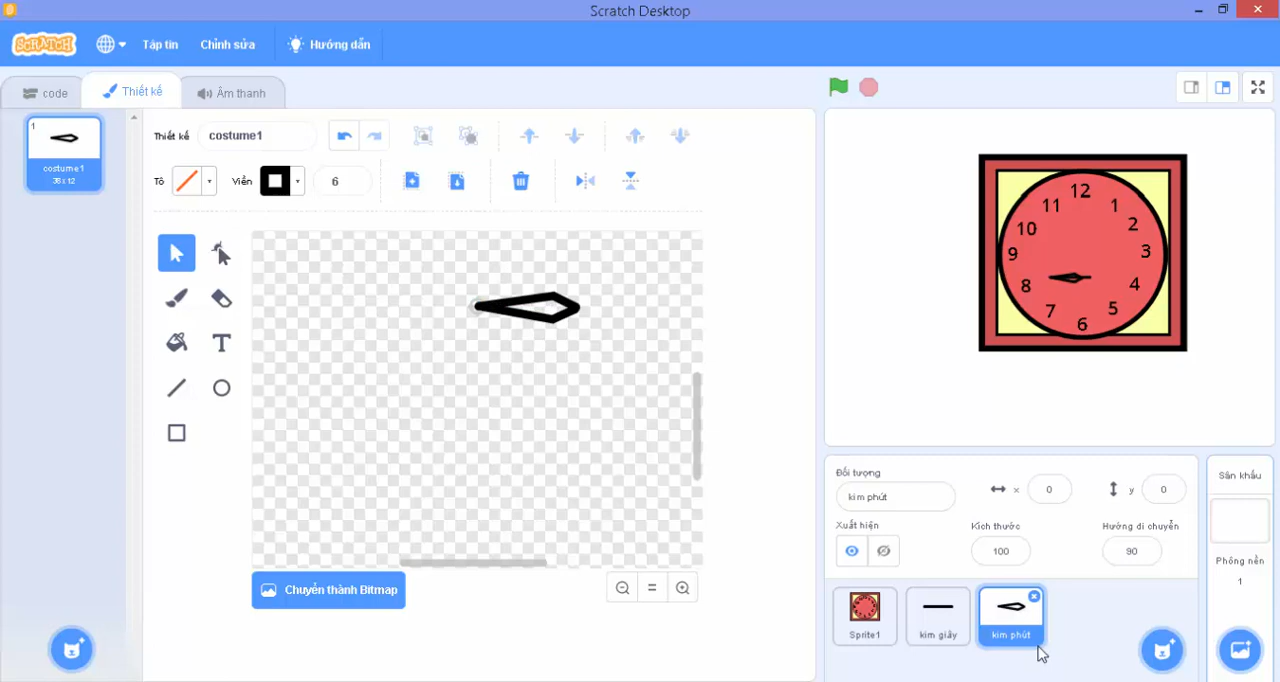 Scratch Desktop
SCRATCH
Tập tin
Chỉnh sửa
Hướng dẫn
code
Thiết kế
Âm thanh
1
costume1
38 x 12
Thiết kế
costume1
Tô
Viền
6
Chuyển thành Bitmap
12
11
1
10
2
9
3
8
4
7
5
6
Đối tượng
kim phút
x
0
y
0
Xuất hiện
Kích thước
100
Hướng di chuyển
90
Sprite1
kim giây
kim phút
Sân khấu
Phông nền
1